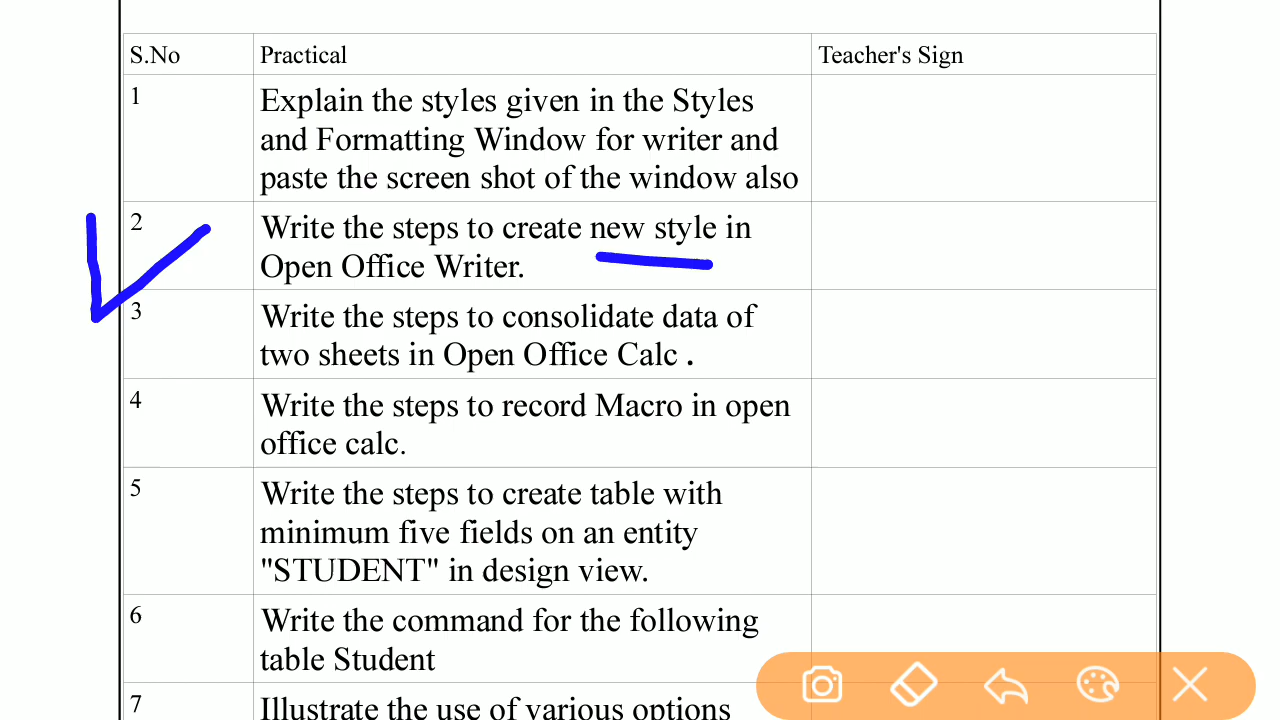 S.No Practical Teacher's Sign
1 Explain the styles given in the Styles
and Formatting Window for writer and
paste the screen shot of the window also
2 Write the steps to create new style in
Open Office Writer.
3 Write the steps to consolidate data of
two sheets in Open Office Calc .
4 Write the steps to record Macro in open
office calc.
5 Write the steps to create table with
minimum five fields on an entity
"STUDENT" in design view.
6 Write the command for the following
table Student
7 Illustrate the use of various options